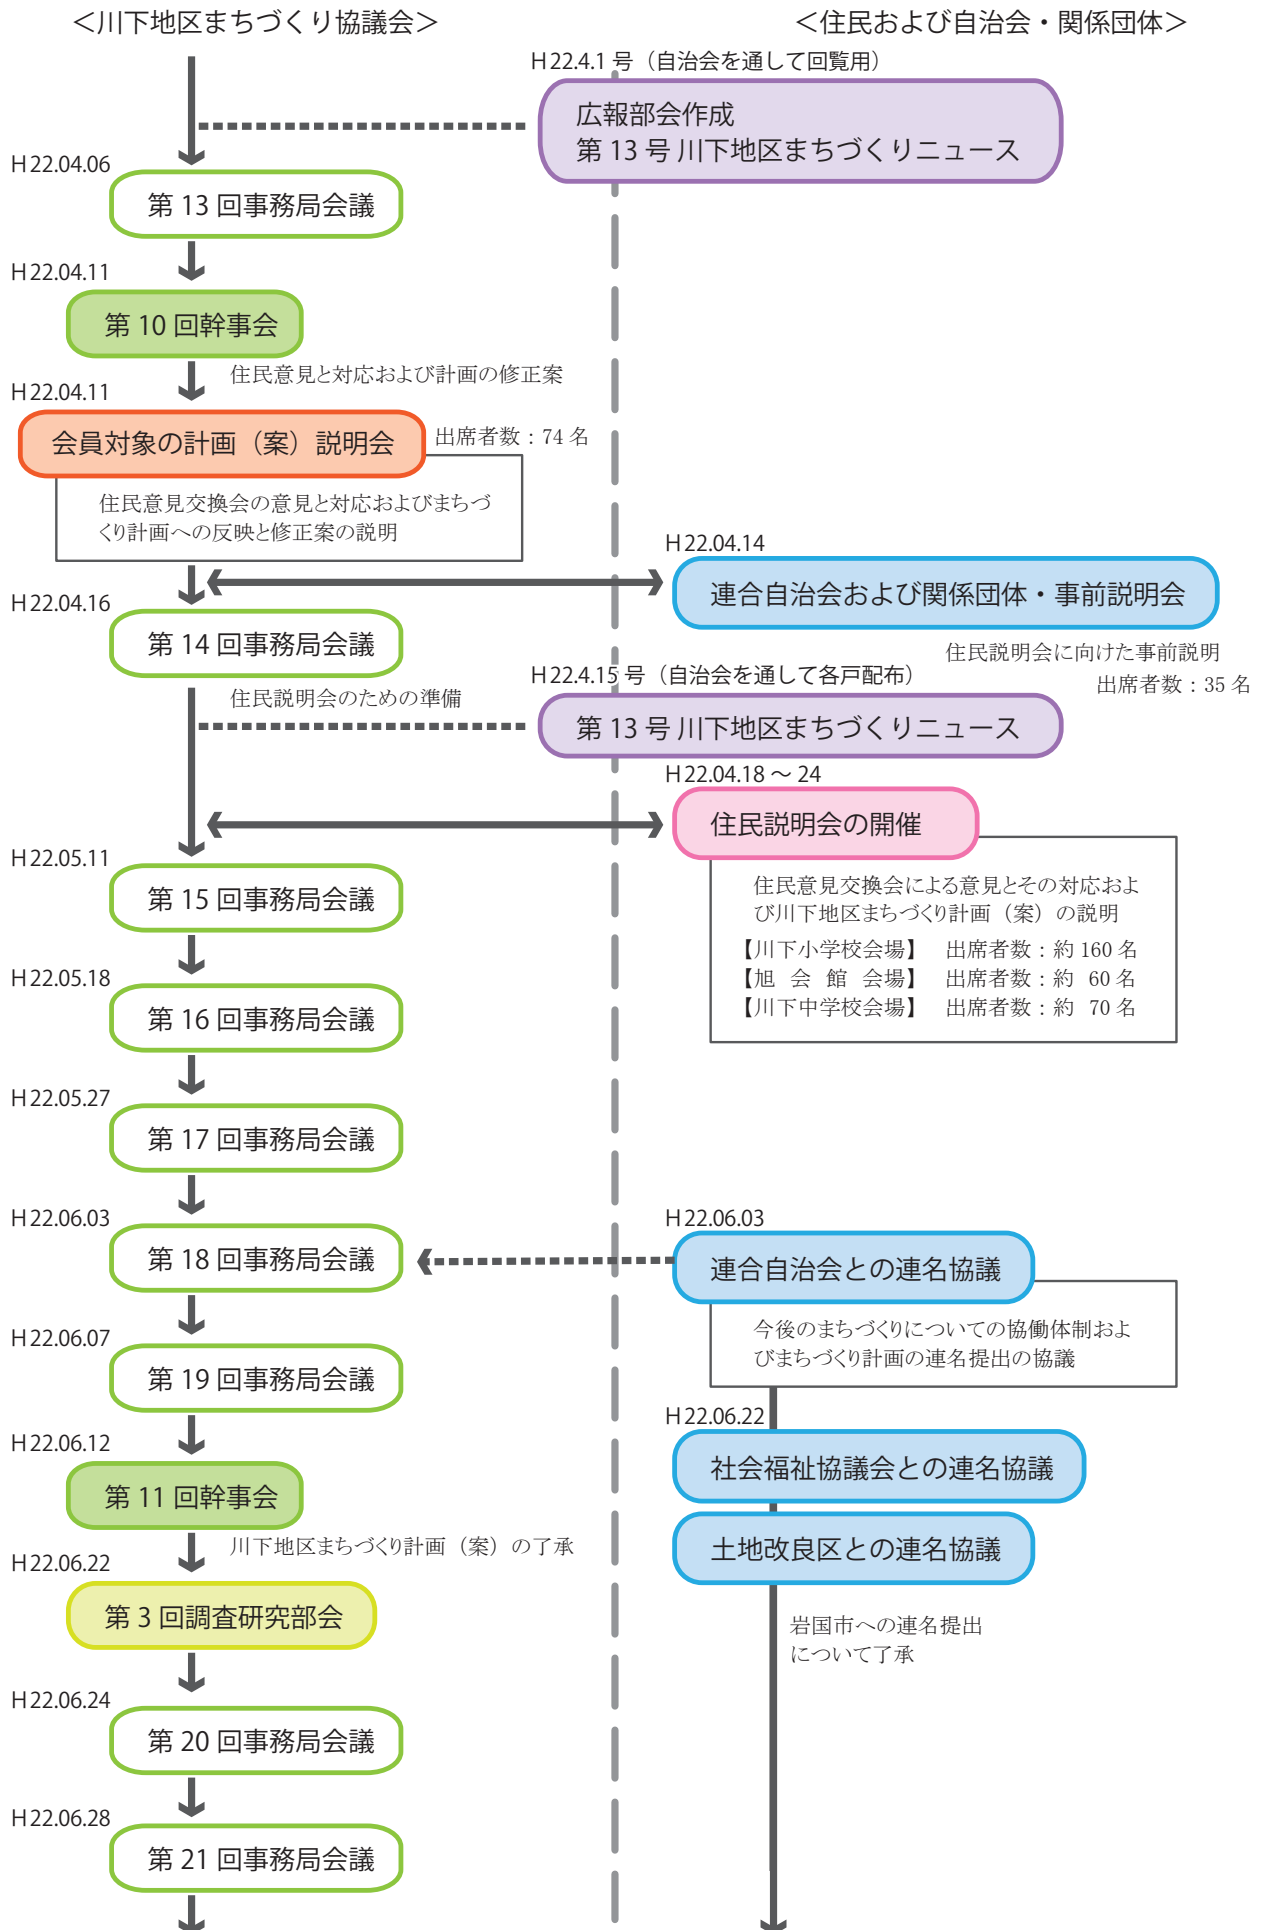 ＜川下地区まちづくり協議会＞
＜住民および自治会・関係団体＞
H22.4.1 号（自治会を通して回覧用）
広報部会作成
第 13 号 川下地区まちづくりニュース
H22.04.06
第 13 回事務局会議
H22.04.11
第 10 回幹事会
住民意見と対応および計画の修正案
H22.04.11
会員対象の計画（案）説明会
出席者数：74 名
住民意見交換会の意見と対応およびまちづ
くり計画への反映と修正案の説明
H22.04.14
連合自治会および関係団体・事前説明会
住民説明会に向けた事前説明
出席者数：35 名
H22.04.16
第 14 回事務局会議
住民説明会のための準備
H22.4.15 号（自治会を通して各戸配布）
第 13 号 川下地区まちづくりニュース
H22.04.18 ～ 24
住民説明会の開催
住民意見交換会による意見とその対応およ
び川下地区まちづくり計画（案）の説明
【川下小学校会場】 出席者数：約 160 名
【旭 会 館 会場】 出席者数：約 60 名
【川下中学校会場】 出席者数：約 70 名
H22.05.11
第 15 回事務局会議
H22.05.18
第 16 回事務局会議
H22.05.27
第 17 回事務局会議
H22.06.03
第 18 回事務局会議
H22.06.03
連合自治会との連名協議
今後のまちづくりについての協働体制およ
びまちづくり計画の連名提出の協議
H22.06.07
第 19 回事務局会議
H22.06.12
第 11 回幹事会
川下地区まちづくり計画（案）の了承
H22.06.22
社会福祉協議会との連名協議
土地改良区との連名協議
岩国市への連名提出
について了承
H22.06.22
第 3 回調査研究部会
H22.06.24
第 20 回事務局会議
H22.06.28
第 21 回事務局会議